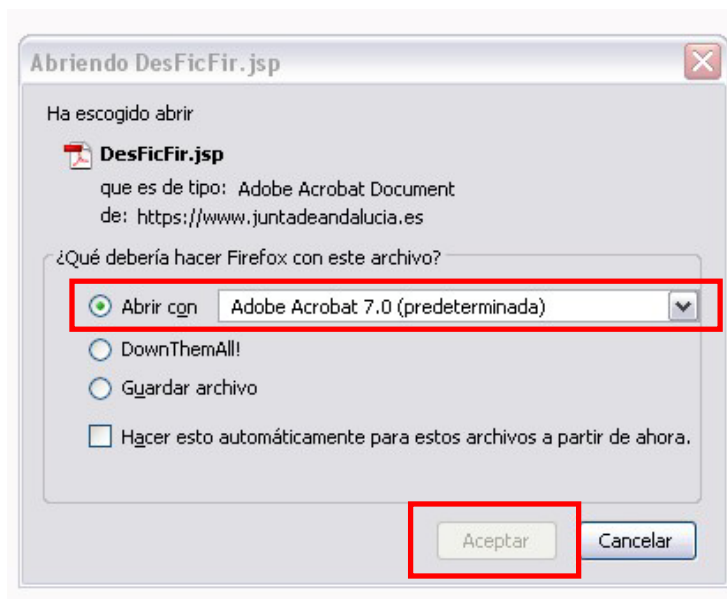 Abriendo DesFicFir.jsp
Ha escogido abrir
DesFicFir.jsp
que es de tipo: Adobe Acrobat Document
de: https://www.juntadeandalucia.es
¿Qué debería hacer Firefox con este archivo?
Abrir con Adobe Acrobat 7.0 (predeterminada)
DownThemAll!
Guardar archivo
Hacer esto automáticamente para estos archivos a partir de ahora.
Aceptar Cancelar